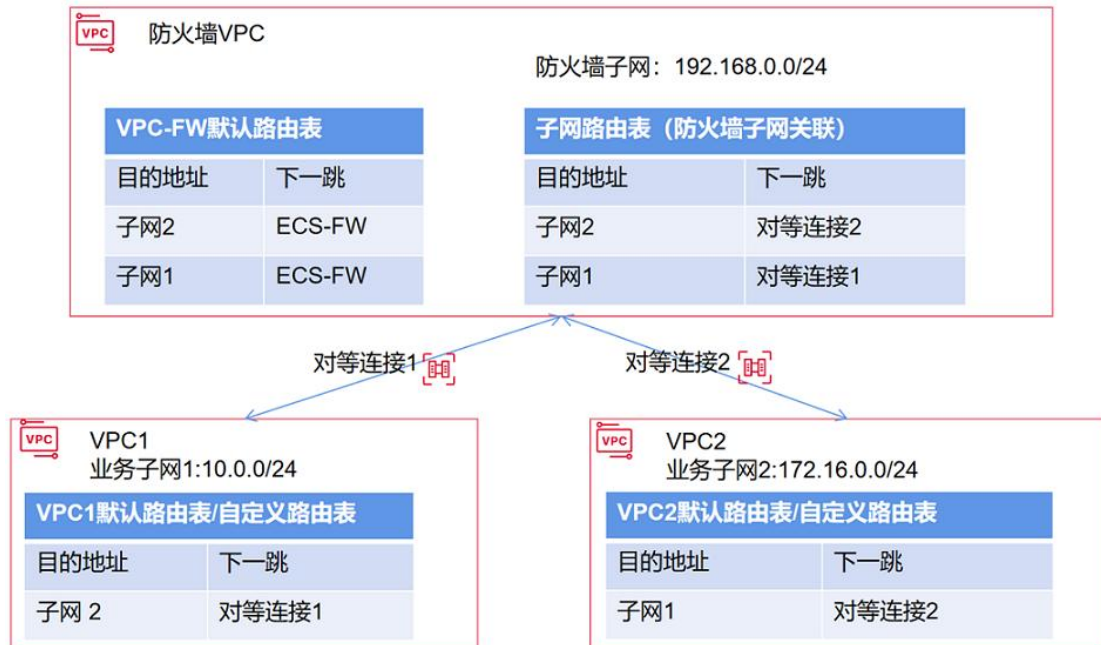 VPC
防火墙VPC
防火墙子网：192.168.0.0/24
VPC-FW默认路由表
目的地址 下一跳
子网2 ECS-FW
子网1 ECS-FW
子网路由表（防火墙子网关联）
目的地址 下一跳
子网2 对等连接2
子网1 对等连接1
对等连接1
对等连接2
VPC
VPC1
业务子网1:10.0.0/24
VPC1默认路由表/自定义路由表
目的地址 下一跳
子网 2 对等连接1
VPC
VPC2
业务子网2:172.16.0.0/24
VPC2默认路由表/自定义路由表
目的地址 下一跳
子网1 对等连接2